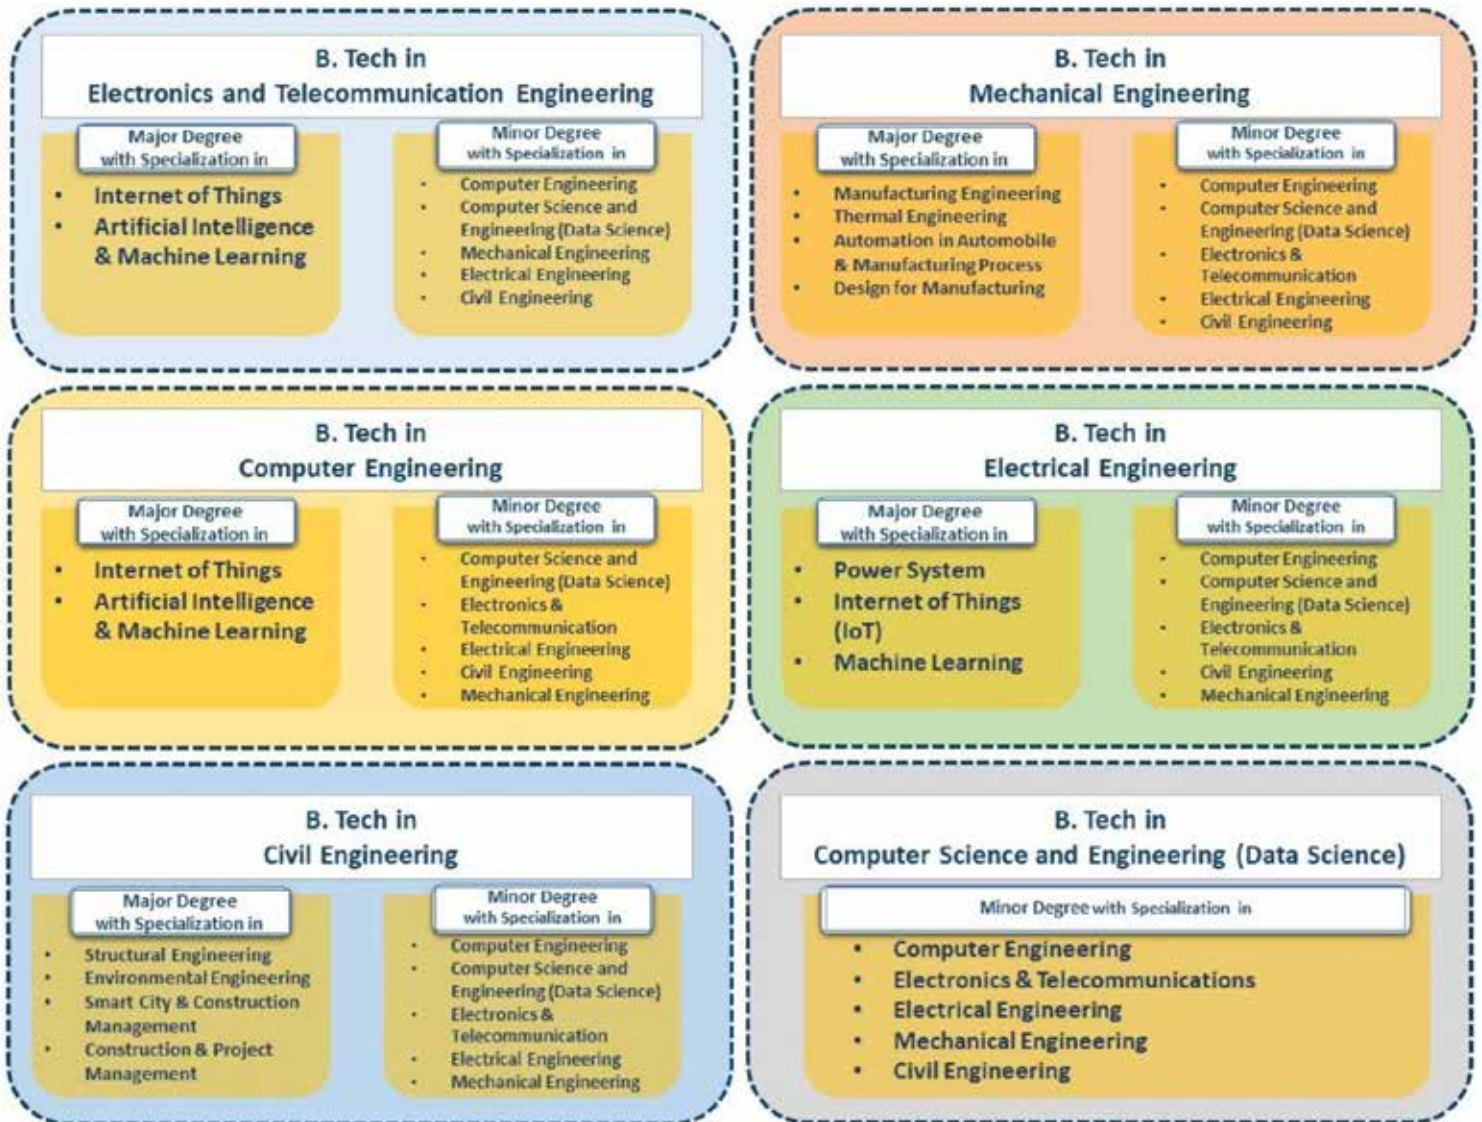 B. Tech in
Electronics and Telecommunication Engineering
Major Degree
with Specialization in
• Internet of Things
• Artificial Intelligence
& Machine Learning
Minor Degree
with Specialization in
• Computer Engineering
• Computer Science and
Engineering (Data Science)
• Mechanical Engineering
• Electrical Engineering
• Civil Engineering
B. Tech in
Mechanical Engineering
Major Degree
with Specialization in
• Manufacturing Engineering
• Thermal Engineering
• Automation in Automobile
& Manufacturing Process
• Design for Manufacturing
Minor Degree
with Specialization in
• Computer Engineering
• Computer Science and
Engineering (Data Science)
• Electronics &
Telecommunication
• Electrical Engineering
• Civil Engineering
B. Tech in
Computer Engineering
Major Degree
with Specialization in
• Internet of Things
• Artificial Intelligence
& Machine Learning
Minor Degree
with Specialization in
• Computer Science and
Engineering (Data Science)
• Electronics &
Telecommunication
• Electrical Engineering
• Civil Engineering
• Mechanical Engineering
B. Tech in
Electrical Engineering
Major Degree
with Specialization in
• Power System
• Internet of Things
(IoT)
• Machine Learning
Minor Degree
with Specialization in
• Computer Engineering
• Computer Science and
Engineering (Data Science)
• Electronics &
Telecommunication
• Civil Engineering
• Mechanical Engineering
B. Tech in
Civil Engineering
Major Degree
with Specialization in
• Structural Engineering
• Environmental Engineering
• Smart City & Construction
Management
• Construction & Project
Management
Minor Degree
with Specialization in
• Computer Engineering
• Computer Science and
Engineering (Data Science)
• Electronics &
Telecommunication
• Electrical Engineering
• Mechanical Engineering
B. Tech in
Computer Science and Engineering (Data Science)
Minor Degree with Specialization in
• Computer Engineering
• Electronics & Telecommunications
• Electrical Engineering
• Mechanical Engineering
• Civil Engineering